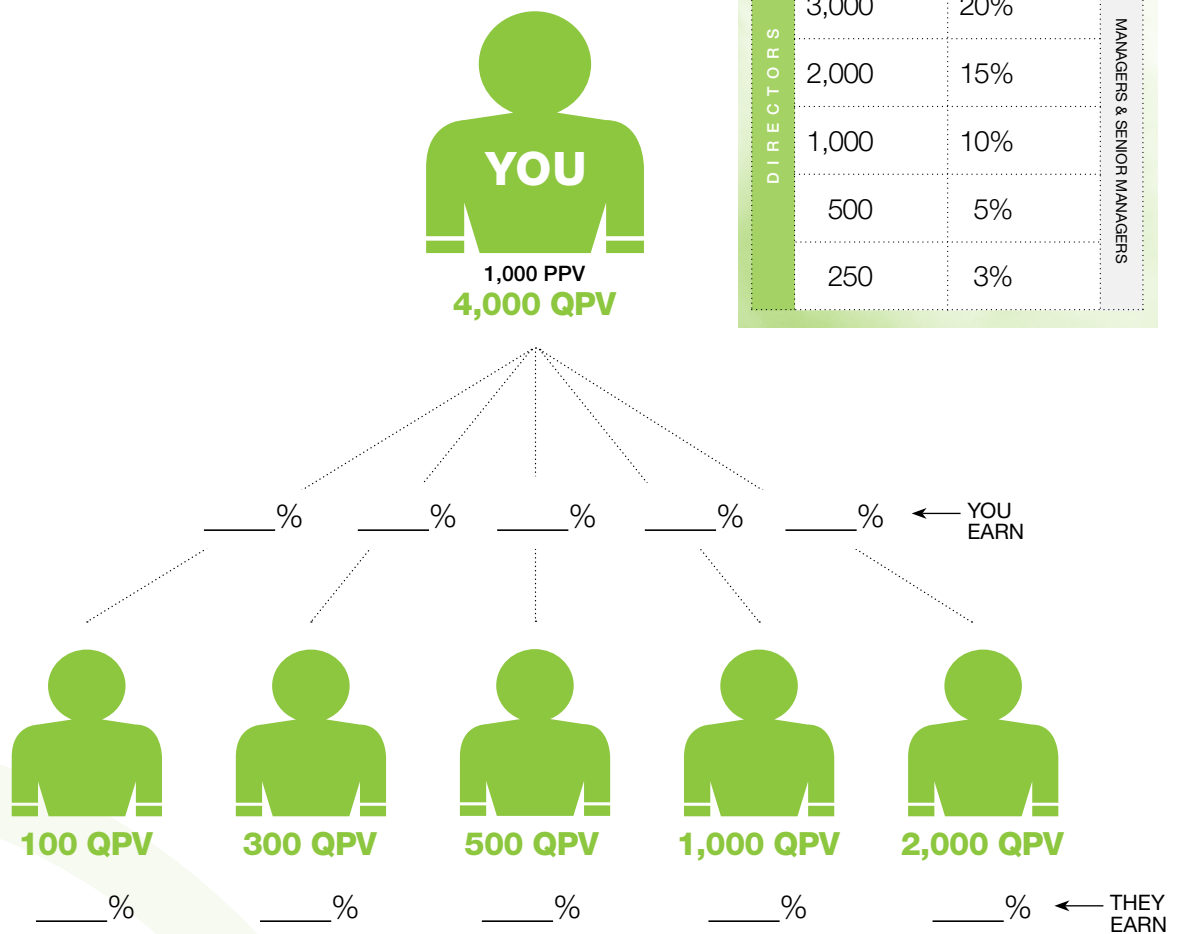 3,000 20%
2,000 15%
1,000 10%
500 5%
250 3%
DIRECTORS
MANAGERS & SENIOR MANAGERS
YOU
1,000 PPV
4,000 QPV
_____% _____% _____% _____% _____%
YOU
EARN
100 QPV 300 QPV 500 QPV 1,000 QPV 2,000 QPV
_____% _____% _____% _____% _____%
THEY
EARN